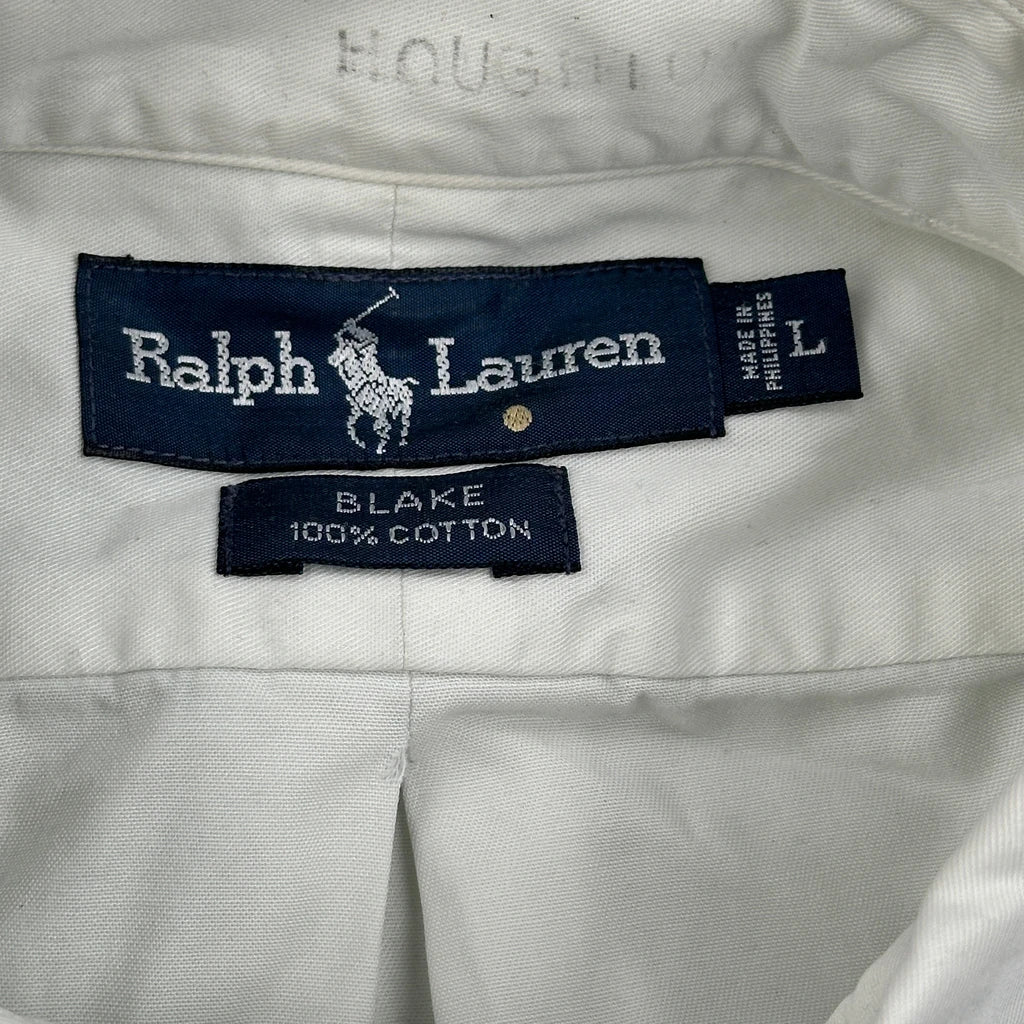 Ralph Lauren
MADE IN
PHILIPPINES
L
BLAKE
100% COTTON